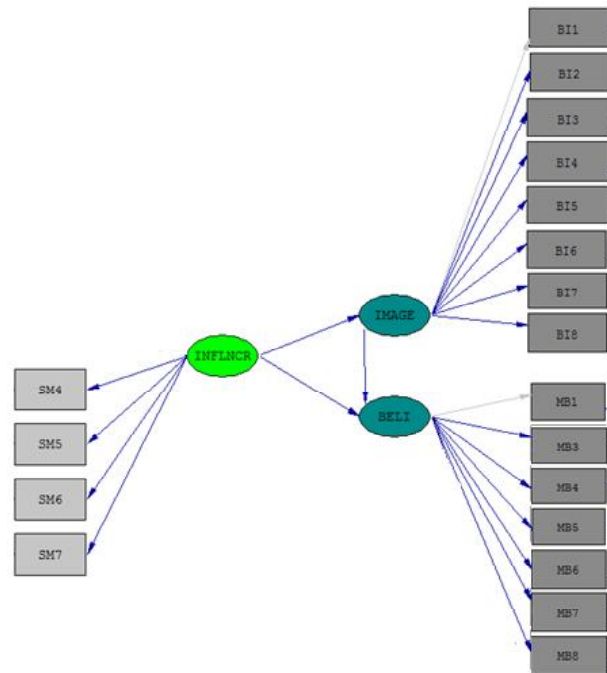 BI1
BI2
BI3
BI4
BI5
BI6
BI7
BI8
IMAGE
INFLNCR
BELI
SM4
SM5
SM6
SM7
MB1
MB3
MB4
MB5
MB6
MB7
MB8